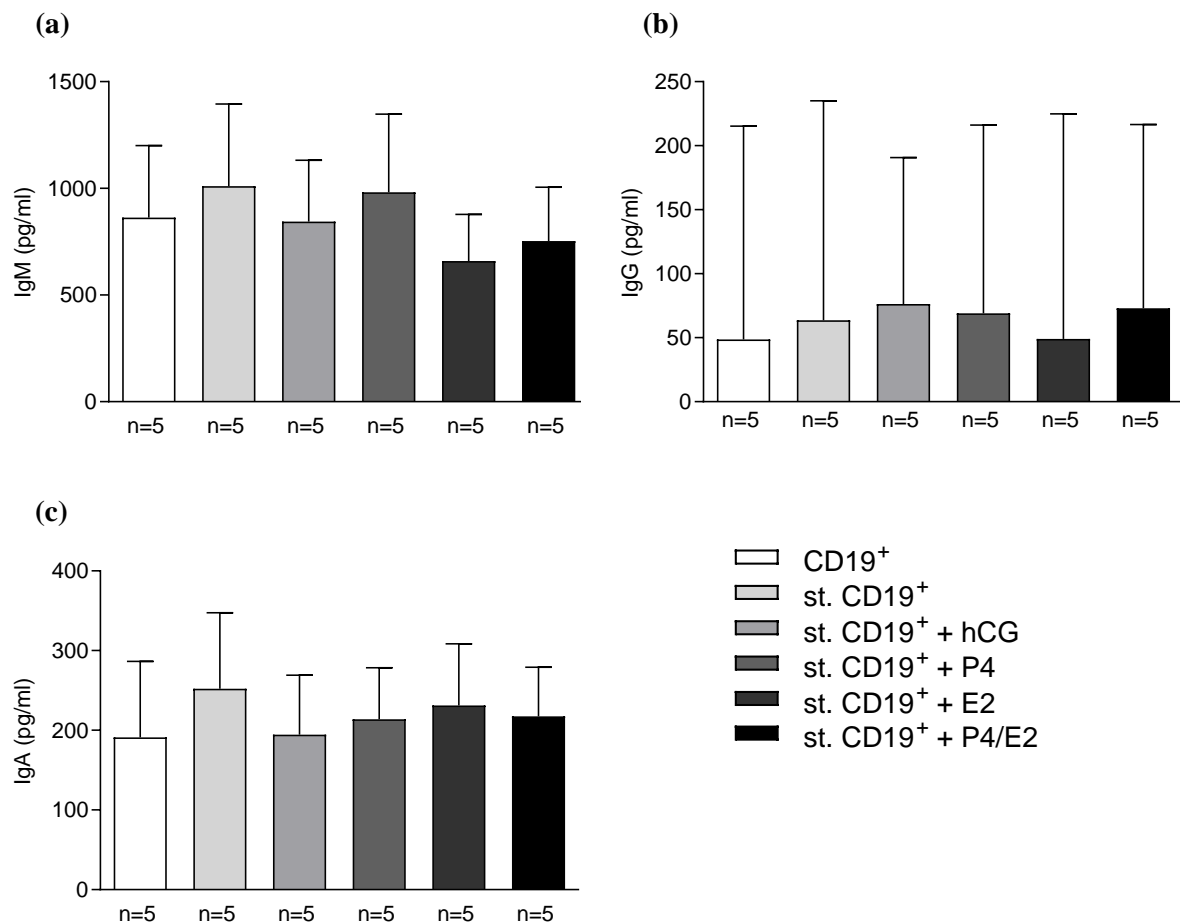 (a)
1500
1000
500
0
IgM (pg/ml)
n=5 n=5 n=5 n=5 n=5 n=5
(b)
250
200
150
100
50
0
IgG (pg/ml)
n=5 n=5 n=5 n=5 n=5 n=5
(c)
400
300
200
100
0
IgA (pg/ml)
n=5 n=5 n=5 n=5 n=5 n=5
CD19⁺
st. CD19⁺
st. CD19⁺ + hCG
st. CD19⁺ + P4
st. CD19⁺ + E2
st. CD19⁺ + P4/E2